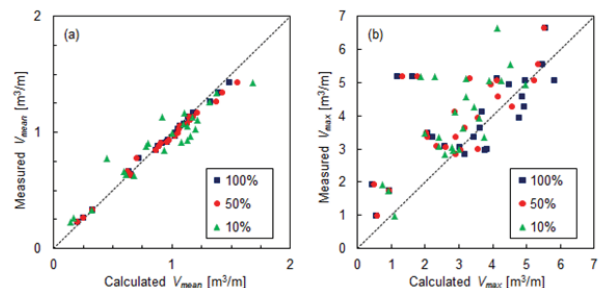 (a)
Measured Vmean [m³/m]
2
1
0
0
1
2
Calculated Vmean [m³/m]
100%
50%
10%
(b)
Measured Vmax [m³/m]
7
6
5
4
3
2
1
0
0 1 2 3 4 5 6 7
Calculated Vmax [m³/m]
100%
50%
10%